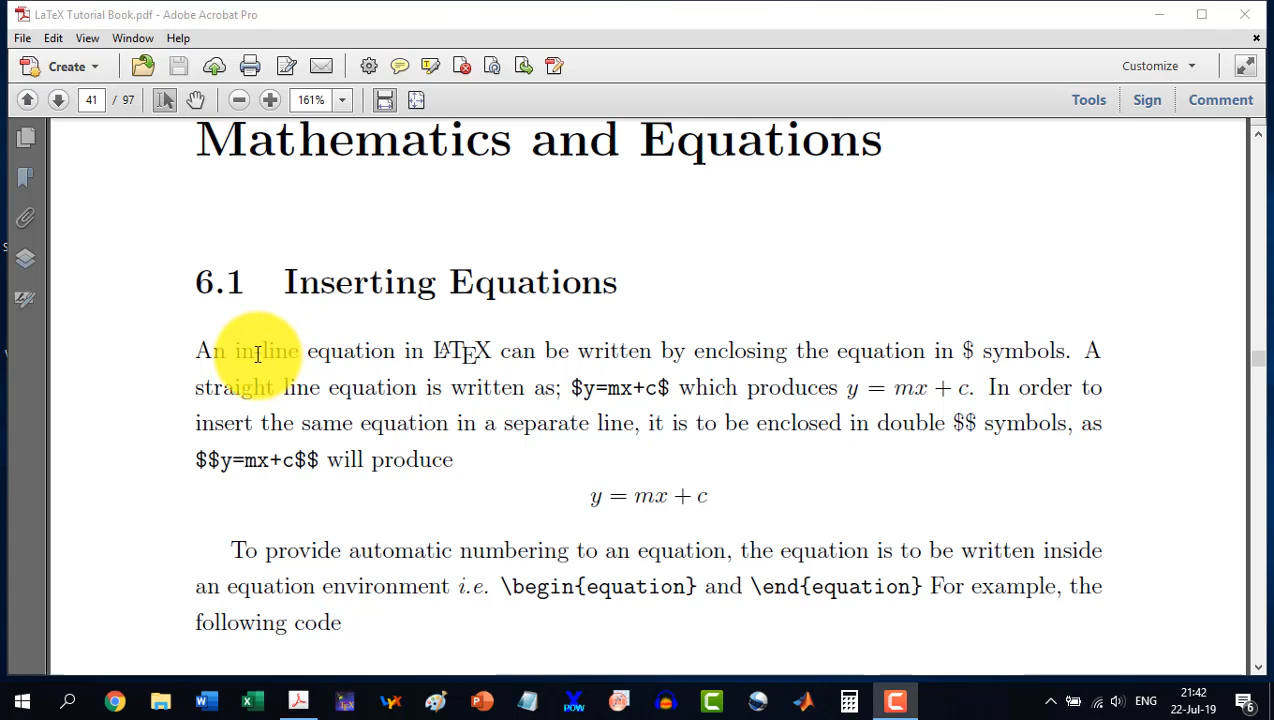 LaTeX Tutorial Book.pdf - Adobe Acrobat Pro
File Edit View Window Help
Create Customize
41 / 97 161% Tools Sign Comment
Mathematics and Equations
6.1 Inserting Equations
An in-line equation in LATEX can be written by enclosing the equation in $ symbols. A
straight line equation is written as; $y=mx+c$ which produces y = mx + c. In order to
insert the same equation in a separate line, it is to be enclosed in double $$ symbols, as
$$y=mx+c$$ will produce
y = mx + c
To provide automatic numbering to an equation, the equation is to be written inside
an equation environment i.e. \begin{equation} and \end{equation} For example, the
following code
ENG 21:42
22-Jul-19 6